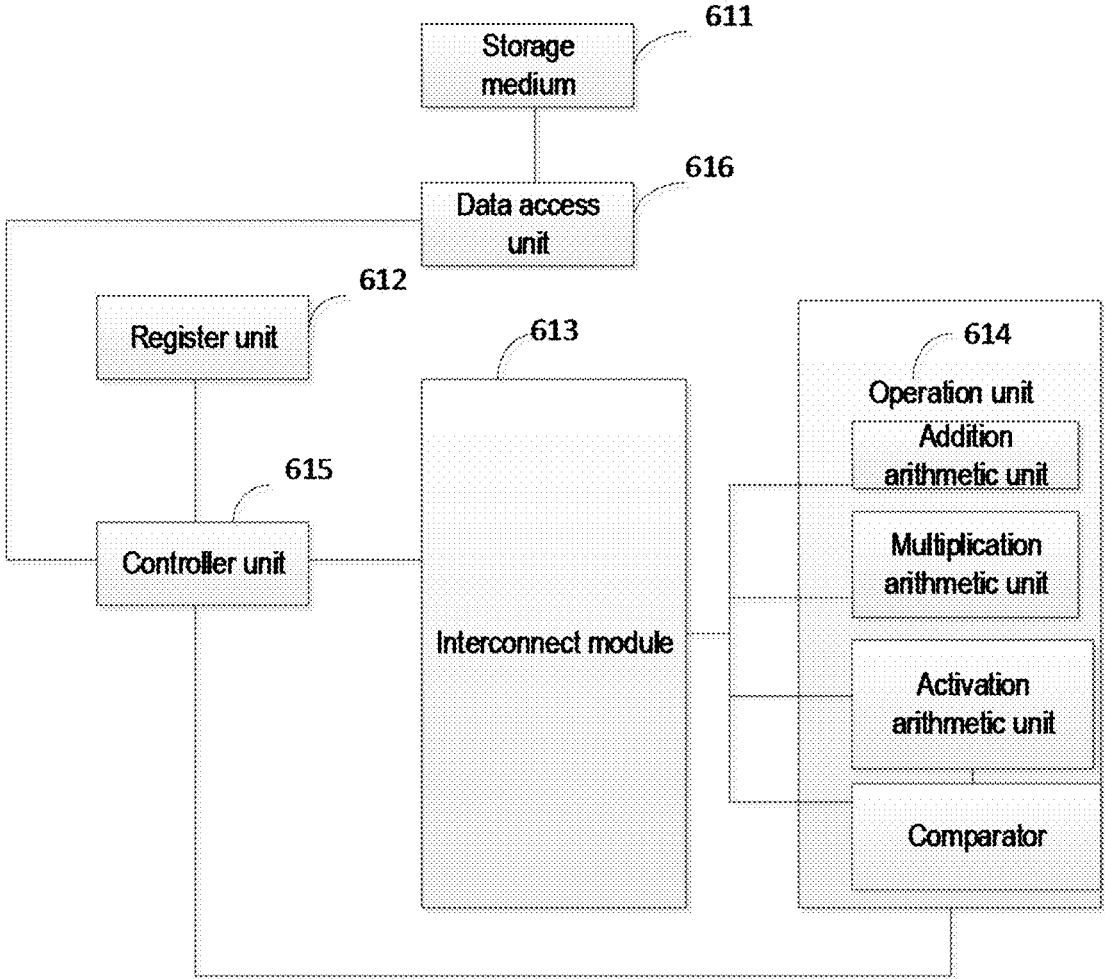 611
Storage
medium
616
Data access
unit
612
Register unit
613
614
Operation unit
Addition
arithmetic unit
615
Controller unit
Multiplication
arithmetic unit
Interconnect module
Activation
arithmetic unit
Comparator